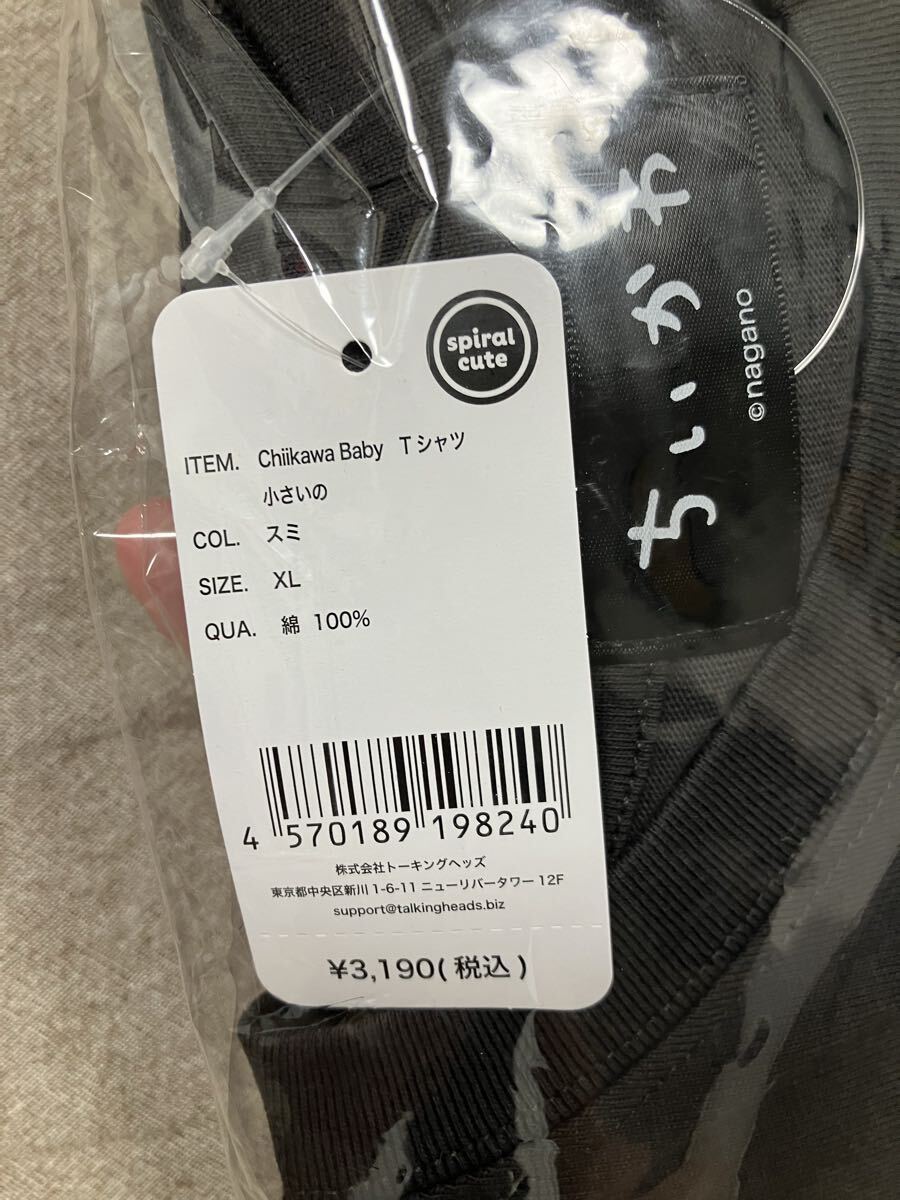 spiral
cute
ITEM. Chiikawa Baby Tシャツ
小さいの
COL. スミ
SIZE. XL
QUA. 綿 100%
4 570189 198240
株式会社トーキングヘッズ
東京都中央区新川 1-6-11 ニューリバータワー 12F
support@talkingheads.biz
¥3,190(税込)
ちいかわ
©nagano